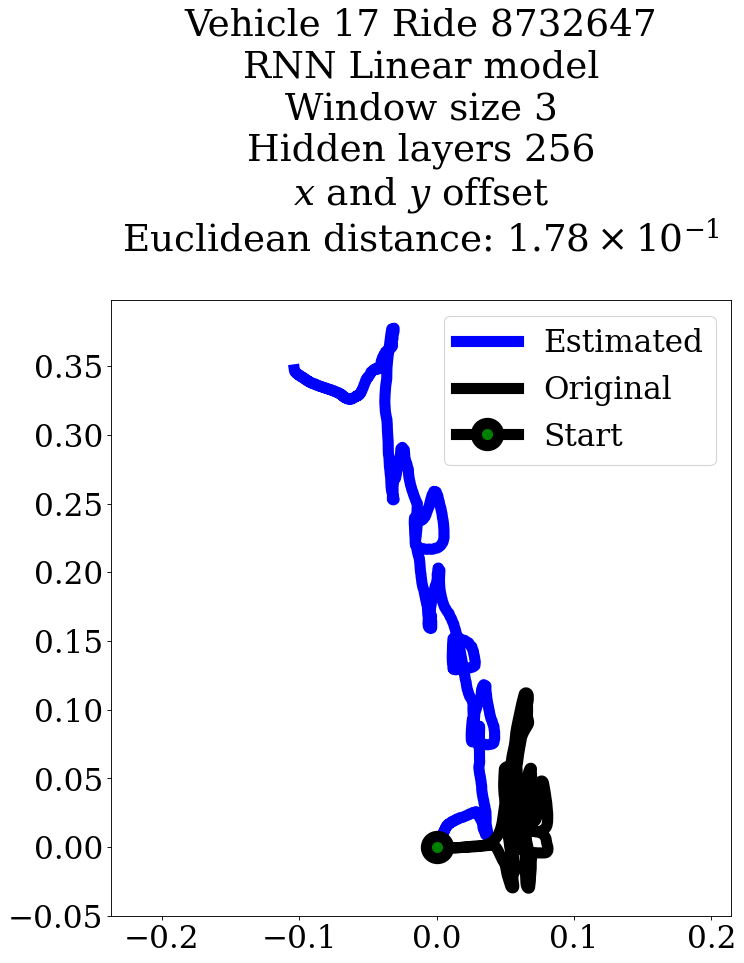 Vehicle 17 Ride 8732647
RNN Linear model
Window size 3
Hidden layers 256
x and y offset
Euclidean distance: 1.78 × 10⁻¹
Estimated
Original
Start
0.35
0.30
0.25
0.20
0.15
0.10
0.05
0.00
−0.05
−0.2 −0.1 0.0 0.1 0.2